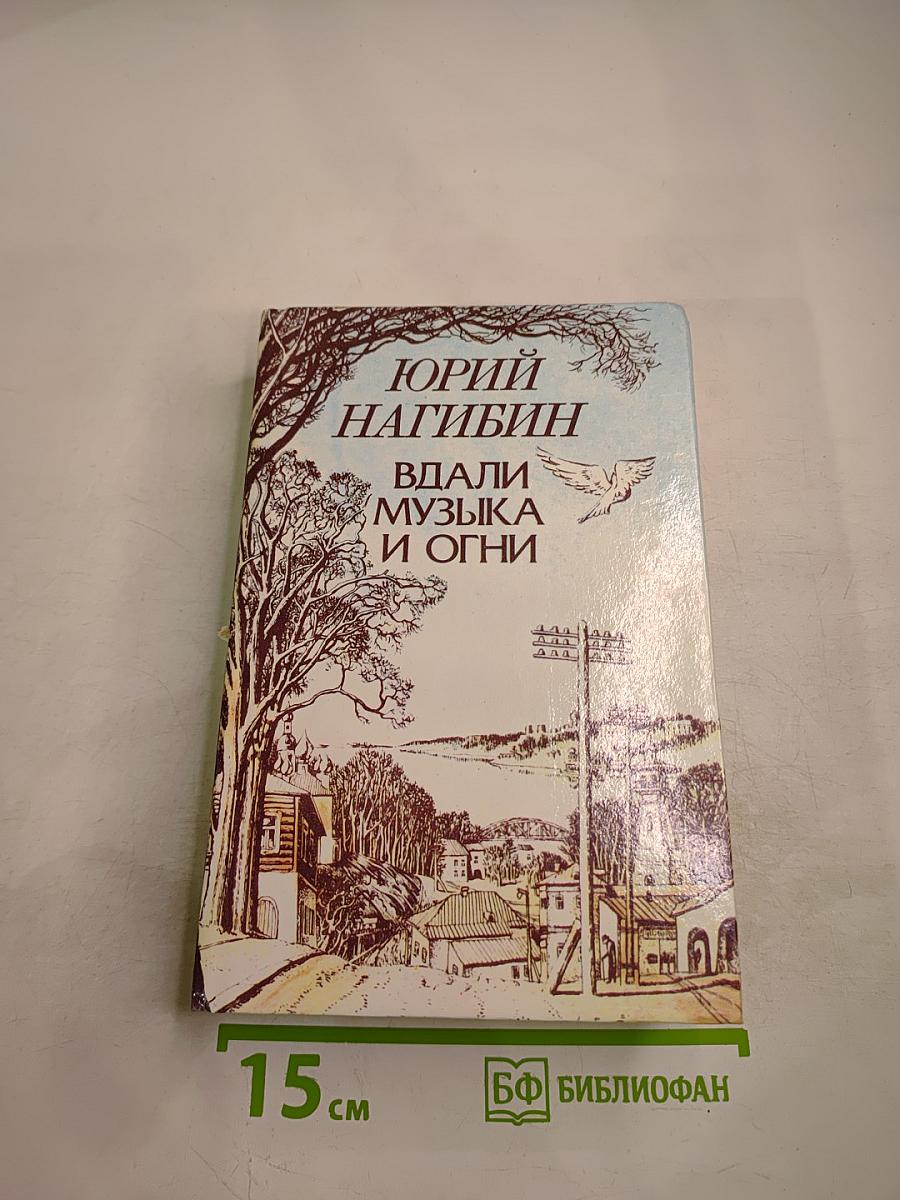 ЮРИЙ
НАГИБИН
ВДАЛИ
МУЗЫКА
И ОГНИ
15 см
БФ БИБЛИОФАН